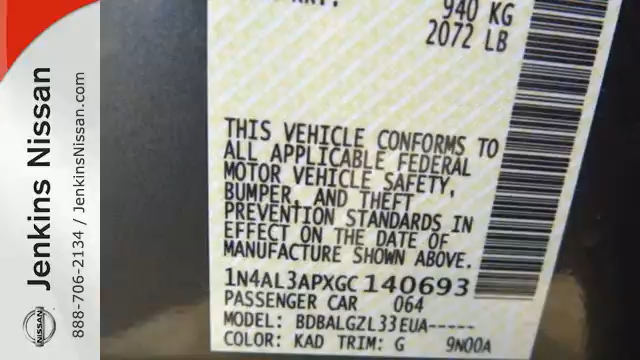 940 KG
2072 LB
THIS VEHICLE CONFORMS TO
ALL APPLICABLE FEDERAL
MOTOR VEHICLE SAFETY,
BUMPER, AND THEFT
PREVENTION STANDARDS IN
EFFECT ON THE DATE OF
MANUFACTURE SHOWN ABOVE.
1N4AL3APXGC140693
PASSENGER CAR 064
MODEL: BDBALGZL33EUA-----
COLOR: KAD TRIM: G 9N00A
Jenkins Nissan
888-706-2134 / JenkinsNissan.com
NISSAN